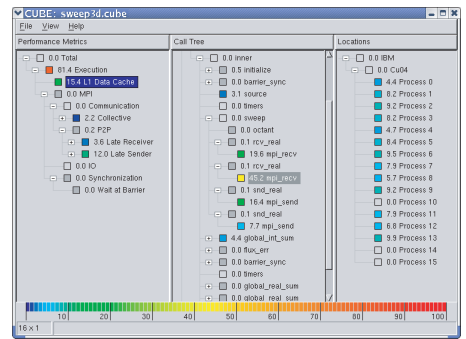 CUBE: sweep3d.cube
File View Help
Performance Metrics
0.0 Total
81.4 Execution
15.4 L1 Data Cache
0.0 MPI
0.0 Communication
2.2 Collective
0.2 P2P
3.6 Late Receiver
12.0 Late Sender
0.0 IO
0.0 Synchronization
0.0 Wait at Barrier
Call Tree
0.0 inner
0.5 initialize
0.0 barrier_sync
3.1 source
0.0 timers
0.0 sweep
0.0 octant
0.1 rcv_real
19.6 mpi_recv
0.1 rcv_real
45.2 mpi_recv
0.1 snd_real
16.4 mpi_send
0.1 snd_real
7.7 mpi_send
4.4 global_int_sum
0.0 flux_err
0.0 barrier_sync
0.0 timers
0.0 global_real_sum
0.0 global_real_sum
Locations
0.0 IBM
0.0 Cu04
4.4 Process 0
8.2 Process 1
9.2 Process 2
8.2 Process 3
4.7 Process 4
8.4 Process 5
9.5 Process 6
7.9 Process 7
5.7 Process 8
9.2 Process 9
0.0 Process 10
7.9 Process 11
6.8 Process 12
9.9 Process 13
0.0 Process 14
0.0 Process 15
10 20 30 40 50 60 70 80 90 100
16 x 1